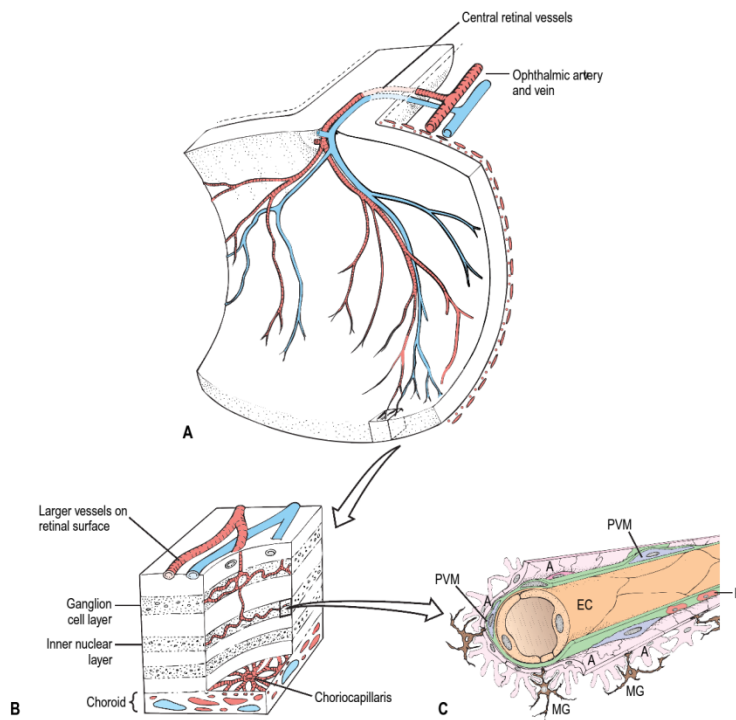 Central retinal vessels
Ophthalmic artery
and vein
A
Larger vessels on
retinal surface
Ganglion
cell layer
Inner nuclear
layer
Choroid
Choriocapillaris
B
PVM
PVM
A
EC
A
A
MG
MG
MG
C